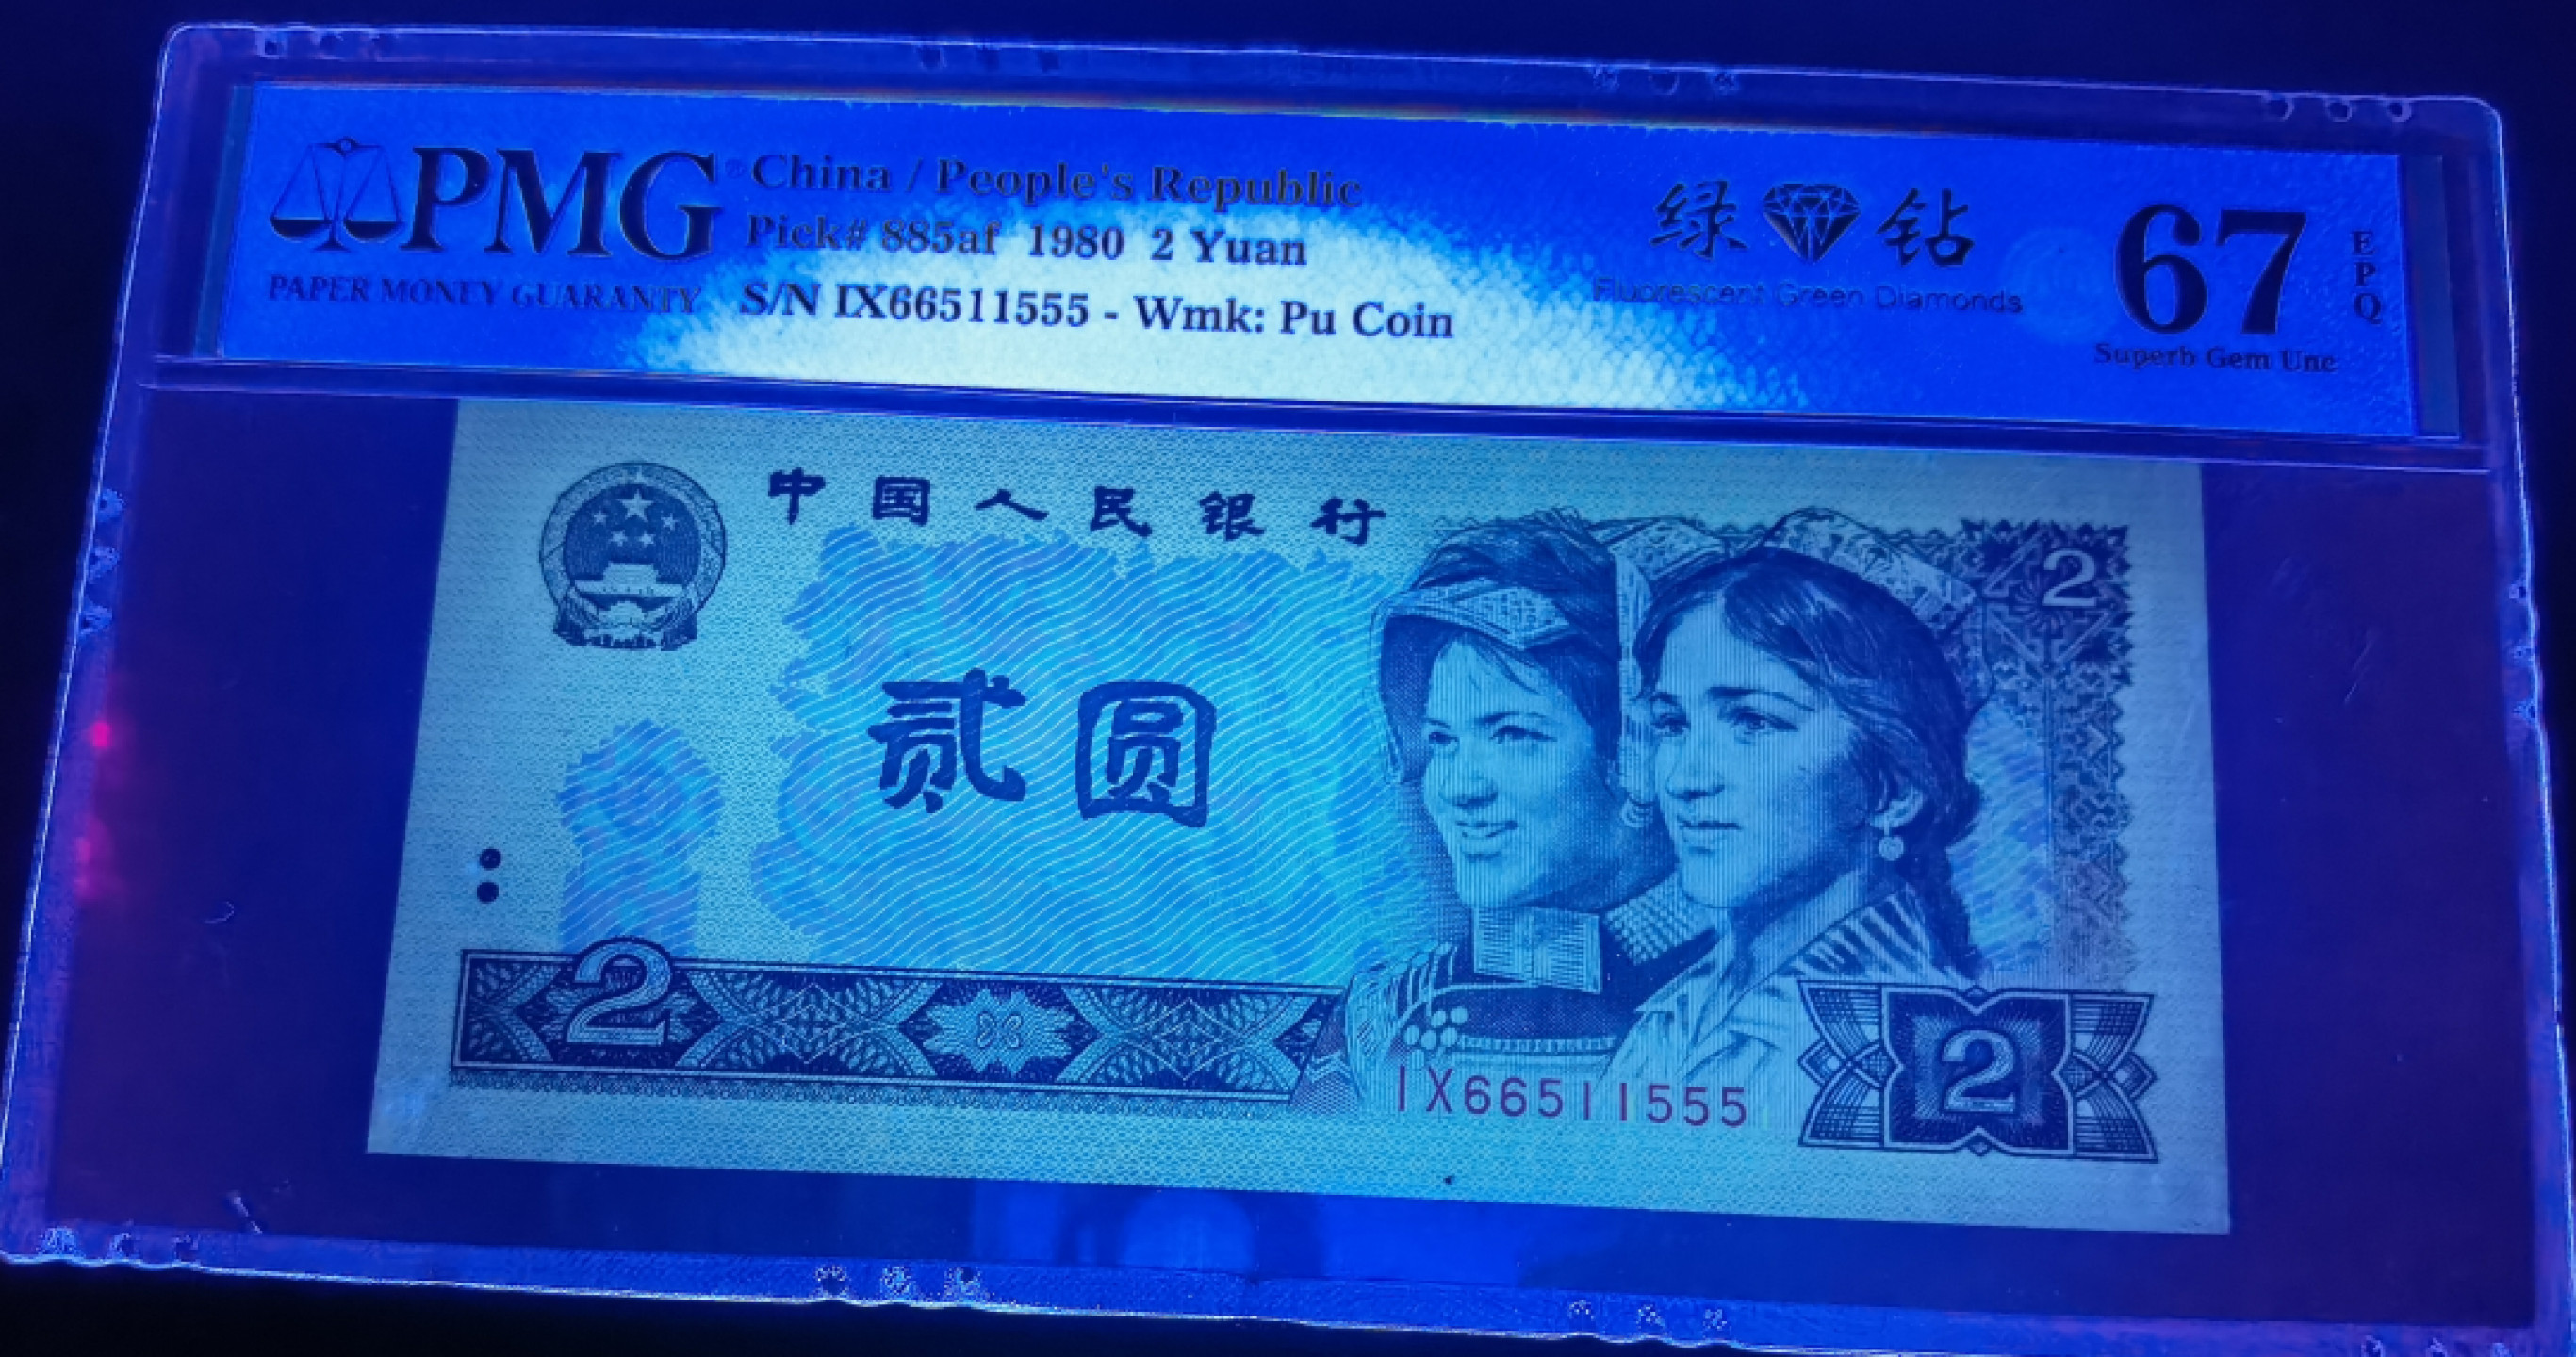 PMG® China / People's Republic
Pick# 885af 1980 2 Yuan
PAPER MONEY GUARANTY S/N IX66511555 - Wmk: Pu Coin
绿 钻
Fluorescent Green Diamonds
67 EPQ
Superb Gem Unc
中国人民银行
2
贰圆
2
IX66511555
2